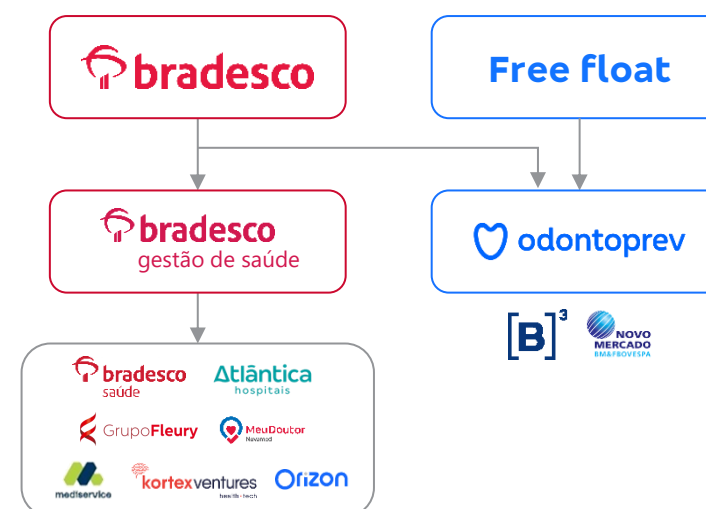 bradesco
Free float
bradesco
gestão de saúde
odontoprev
[B]³
NOVO
MERCADO
BM&FBOVESPA
bradesco
saúde
Atlântica
hospitais
GrupoFleury
MeuDoutor
Novamed
mediservice
kortexventures
health·tech
Orizon